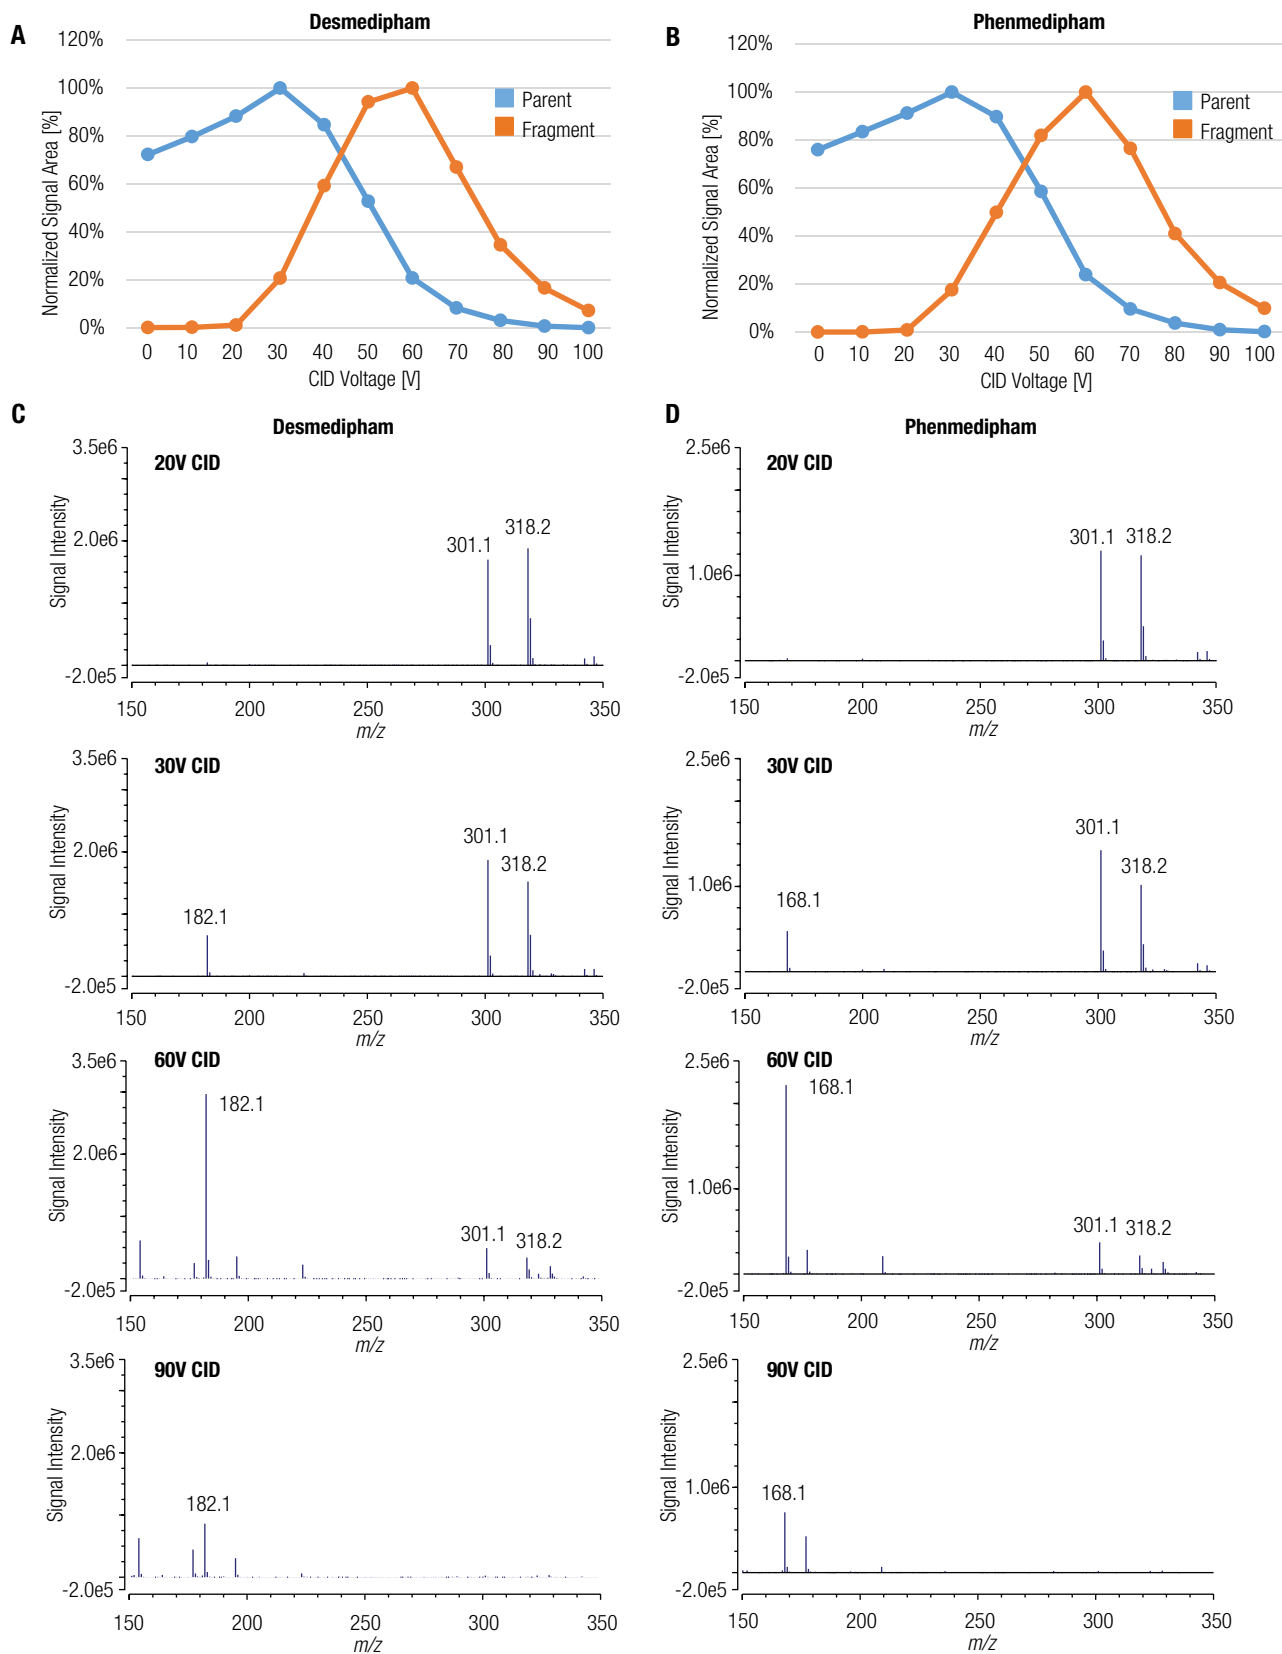 A
Desmedipham
120%
100%
80%
60%
40%
20%
0%
Normalized Signal Area [%]
Parent
Fragment
0 10 20 30 40 50 60 70 80 90 100
CID Voltage [V]
B
Phenmedipham
120%
100%
80%
60%
40%
20%
0%
Normalized Signal Area [%]
Parent
Fragment
0 10 20 30 40 50 60 70 80 90 100
CID Voltage [V]
C
Desmedipham
20V CID
3.5e6
2.0e6
-2.0e5
Signal Intensity
301.1
318.2
150 200 250 300 350
m/z
30V CID
3.5e6
2.0e6
-2.0e5
Signal Intensity
182.1
301.1
318.2
150 200 250 300 350
m/z
60V CID
3.5e6
2.0e6
-2.0e5
Signal Intensity
182.1
301.1
318.2
150 200 250 300 350
m/z
90V CID
3.5e6
2.0e6
-2.0e5
Signal Intensity
182.1
150 200 250 300 350
m/z
D
Phenmedipham
20V CID
2.5e6
1.0e6
-2.0e5
Signal Intensity
301.1
318.2
150 200 250 300 350
m/z
30V CID
2.5e6
1.0e6
-2.0e5
Signal Intensity
168.1
301.1
318.2
150 200 250 300 350
m/z
60V CID
2.5e6
1.0e6
-2.0e5
Signal Intensity
168.1
301.1
318.2
150 200 250 300 350
m/z
90V CID
2.5e6
1.0e6
-2.0e5
Signal Intensity
168.1
150 200 250 300 350
m/z